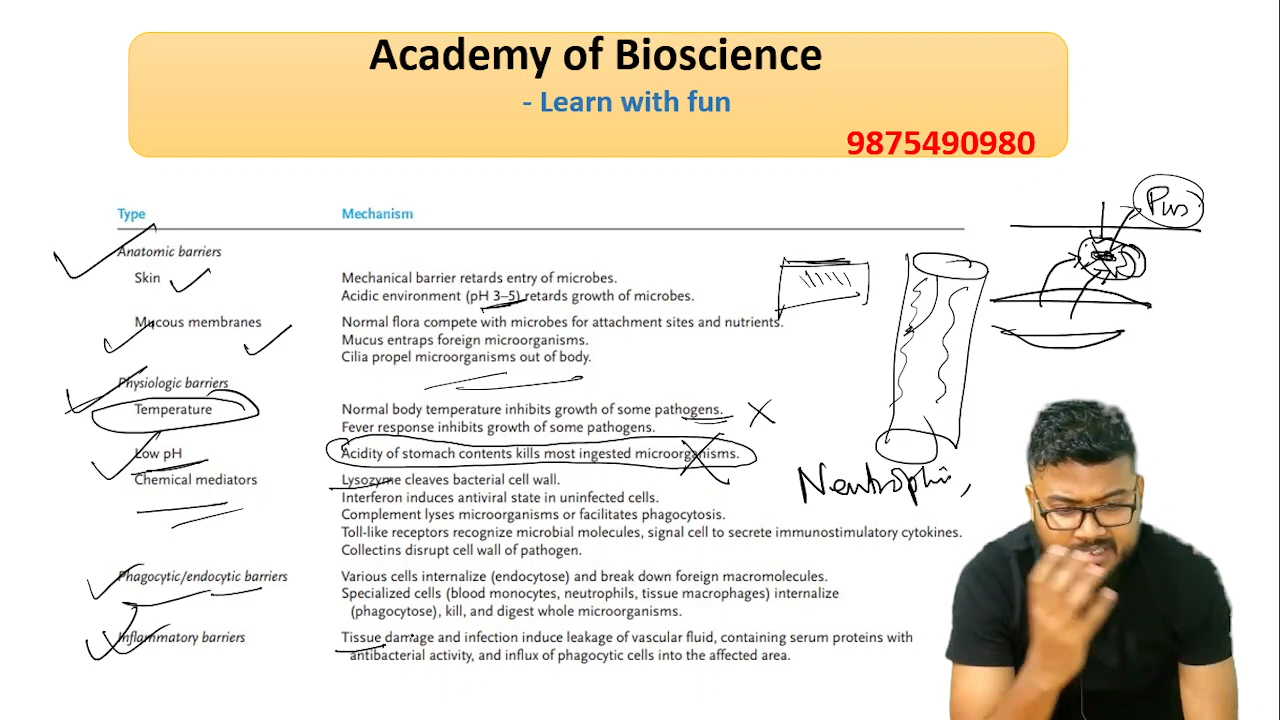 Academy of Bioscience
- Learn with fun
9875490980
Pus
Type Mechanism
Anatomic barriers
Skin Mechanical barrier retards entry of microbes.
Acidic environment (pH 3–5) retards growth of microbes.
Mucous membranes Normal flora compete with microbes for attachment sites and nutrients.
Mucus entraps foreign microorganisms.
Cilia propel microorganisms out of body.
Physiologic barriers
Temperature Normal body temperature inhibits growth of some pathogens.
Fever response inhibits growth of some pathogens.
Low pH Acidity of stomach contents kills most ingested microorganisms.
Chemical mediators Lysozyme cleaves bacterial cell wall.
Interferon induces antiviral state in uninfected cells.
Complement lyses microorganisms or facilitates phagocytosis.
Toll-like receptors recognize microbial molecules, signal cell to secrete immunostimulatory cytokines.
Collectins disrupt cell wall of pathogen.
Phagocytic/endocytic barriers Various cells internalize (endocytose) and break down foreign macromolecules.
Specialized cells (blood monocytes, neutrophils, tissue macrophages) internalize
(phagocytose), kill, and digest whole microorganisms.
Inflammatory barriers Tissue damage and infection induce leakage of vascular fluid, containing serum proteins with
antibacterial activity, and influx of phagocytic cells into the affected area.